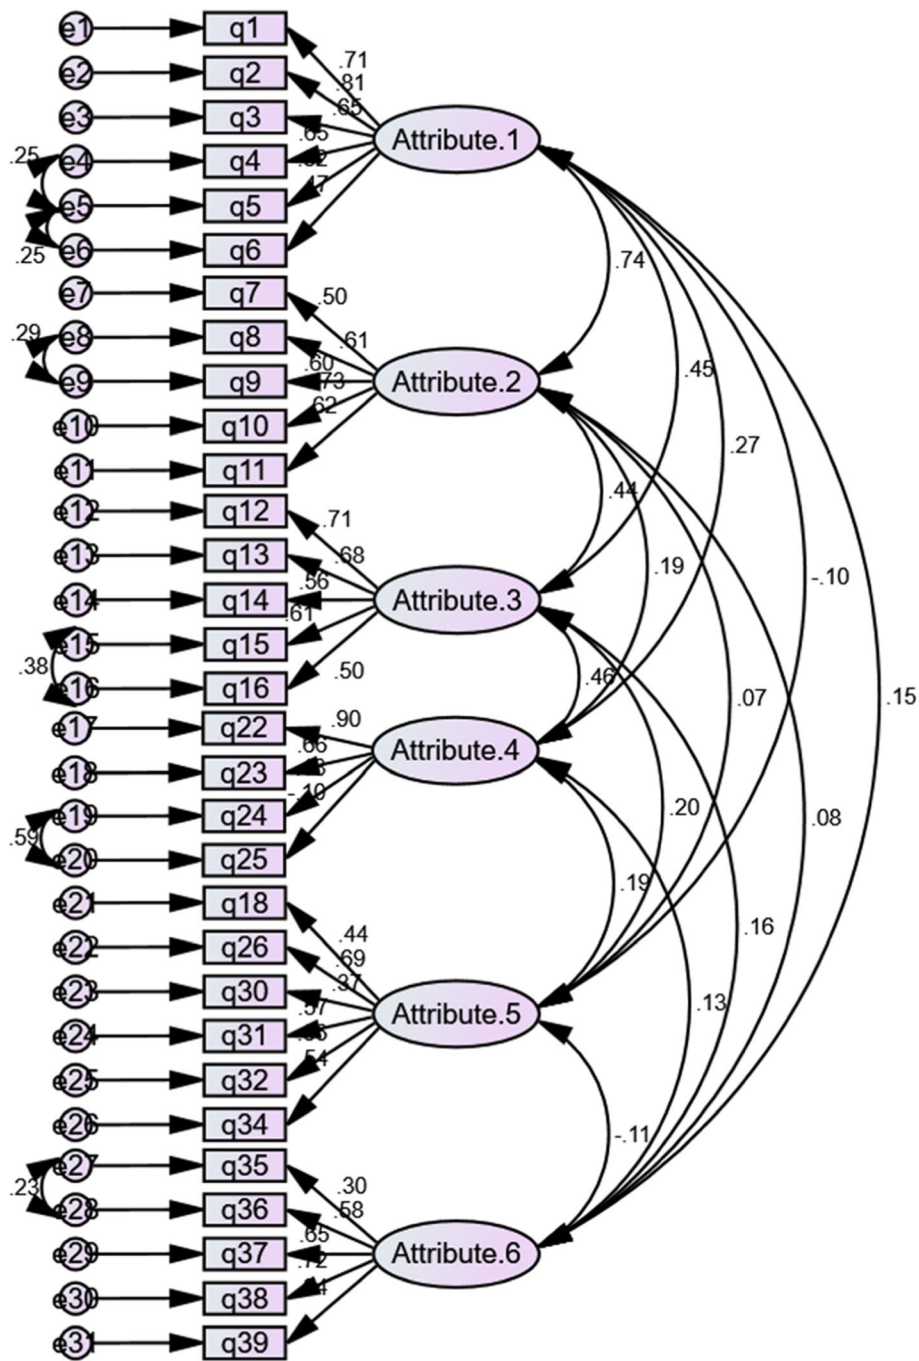 e1 q1
.71
e2 q2 .81
e3 q3 .65
Attribute.1
.65
.25 e4 q4
e5 q5
.25 e6 q6
.74
e7 q7 .50
.29 e8 q8 .61
.60
e9 q9 .73 Attribute.2
.45
.62
e10 q10
.27
e11 q11
.44
e12 q12 .71
e13 q13 .68
.19
-.10
.56
e14 q14 Attribute.3
.61
e15 q15
.38 .50 .46
e16 q16
.07 .15
e17 q22 .90
.66 Attribute.4
e18 q23
e19 q24
.20 .08
.59
e20 q25
.19
e21 q18
.44 .16
e22 q26 .69
.37
e23 q30
.57 .13
Attribute.5
e24 q31
e25 q32
e26 q34
-.11
e27 q35
.23 .30
e28 q36 .58
.65
e29 q37 Attribute.6
.72
e30 q38
e31 q39